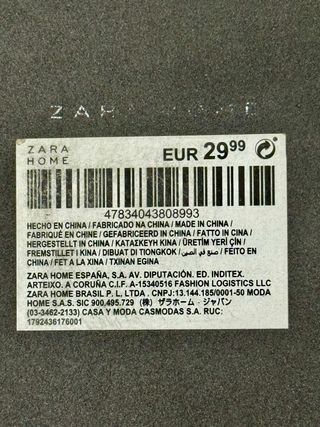 ZARA HOME
ZARA
HOME
EUR 29.99
47834043808993
HECHO EN CHINA / FABRICADO NA CHINA / MADE IN CHINA /
FABRIQUÉ EN CHINE / GEFABRICEERD IN CHINA / FATTO IN CINA /
HERGESTELLT IN CHINA / ΚΑΤΑΣΚΕΥΗ ΚΙΝΑ / ÜRETİM YERİ ÇİN /
FREMSTILLET I KINA / DIBUAT DI TIONGKOK / صنع في الصين / FEITO EN
CHINA / FET A LA XINA / TXINAN EGINA
ZARA HOME ESPAÑA, S.A. AV. DIPUTACIÓN. ED. INDITEX.
ARTEIXO. A CORUÑA C.I.F. A-15340516 FASHION LOGISTICS LLC
ZARA HOME BRASIL P. L. LTDA . CNPJ:13.144.185/0001-50 MODA
HOME S.A.S. SIC 900,495.729 (株) ザラホーム・ジャパン
(03-3462-2133) CASA Y MODA CASMODAS S.A. RUC:
1792436176001